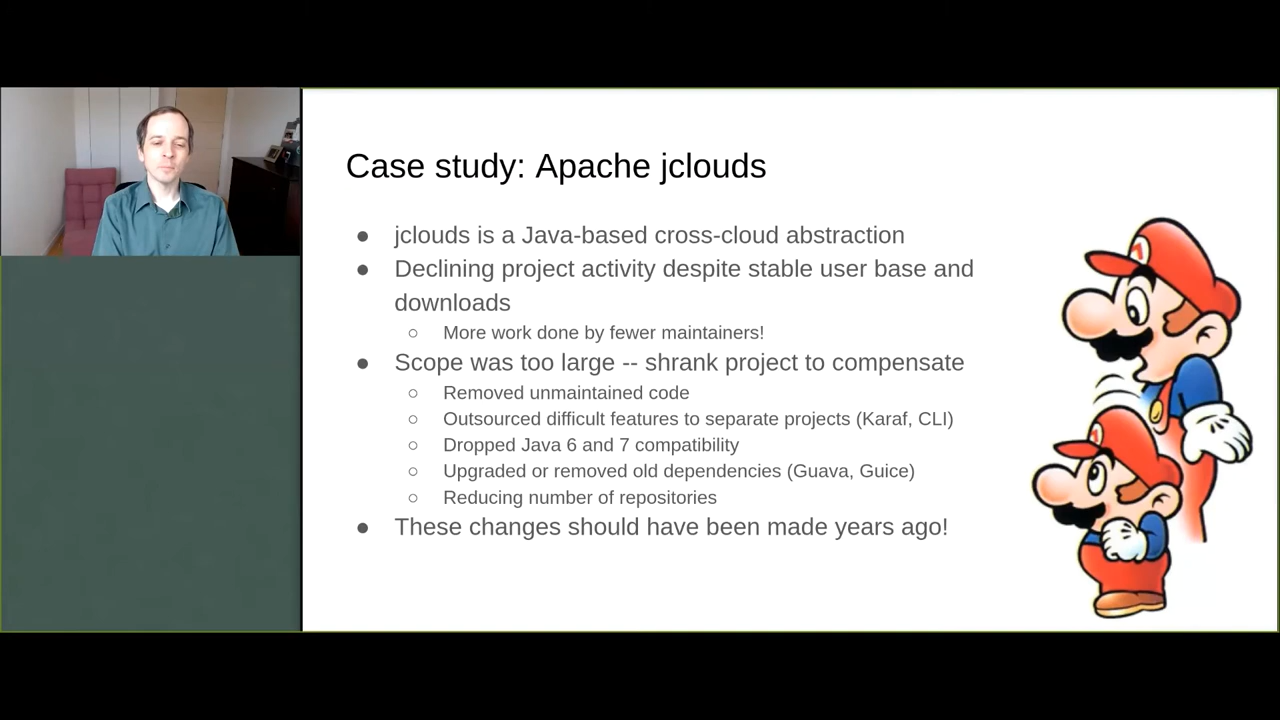 Case study: Apache jclouds
● jclouds is a Java-based cross-cloud abstraction
● Declining project activity despite stable user base and
downloads
○ More work done by fewer maintainers!
● Scope was too large -- shrank project to compensate
○ Removed unmaintained code
○ Outsourced difficult features to separate projects (Karaf, CLI)
○ Dropped Java 6 and 7 compatibility
○ Upgraded or removed old dependencies (Guava, Guice)
○ Reducing number of repositories
● These changes should have been made years ago!